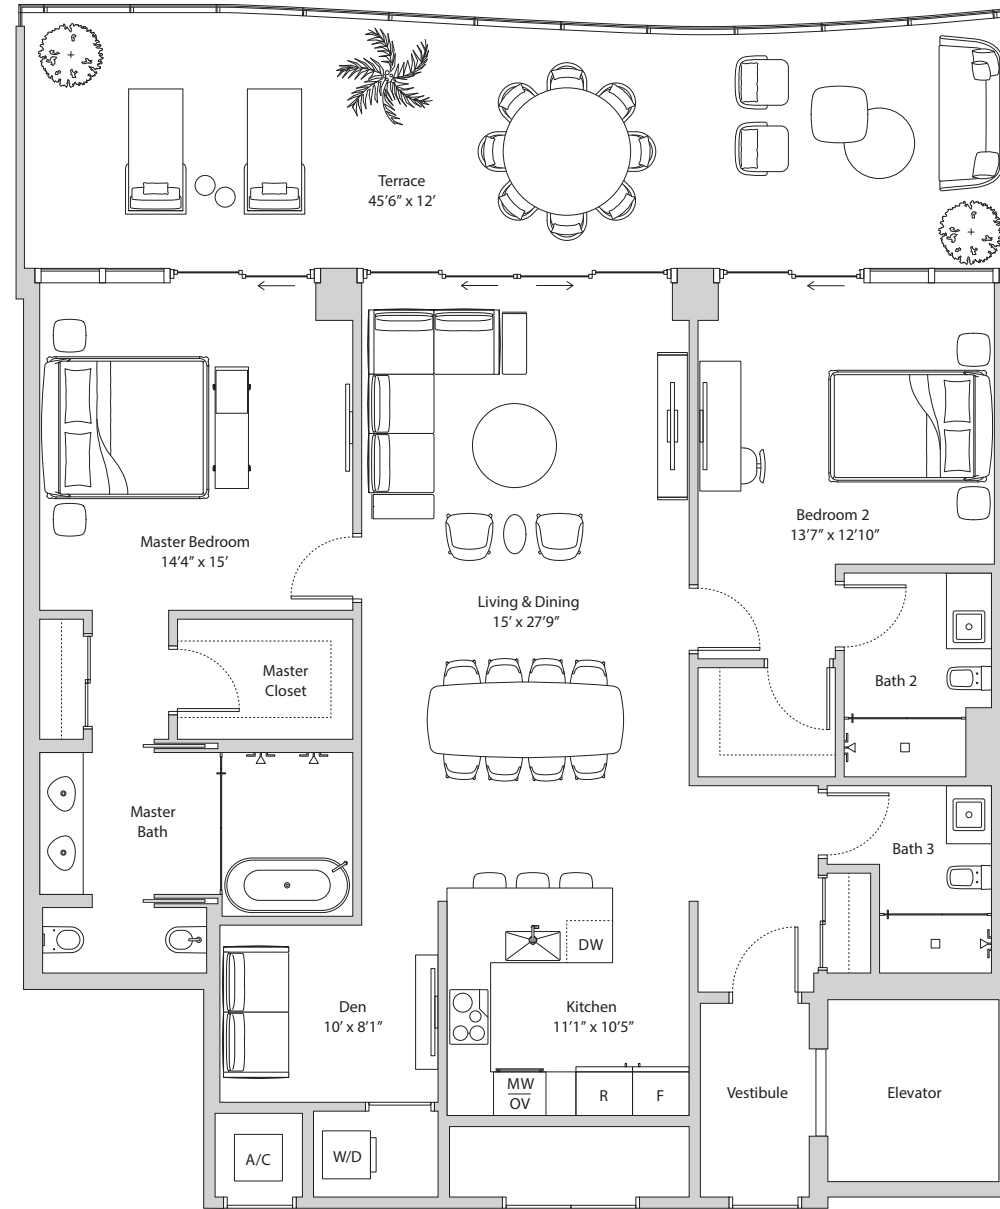 Terrace
45’6” x 12’
Master Bedroom
14’4” x 15’
Bedroom 2
13’7” x 12’10”
Living & Dining
15’ x 27’9”
Master
Closet
Bath 2
Master
Bath
Bath 3
DW
Den
10’ x 8’1”
Kitchen
11’1” x 10’5”
MW
OV
R
F
Vestibule
Elevator
A/C
W/D